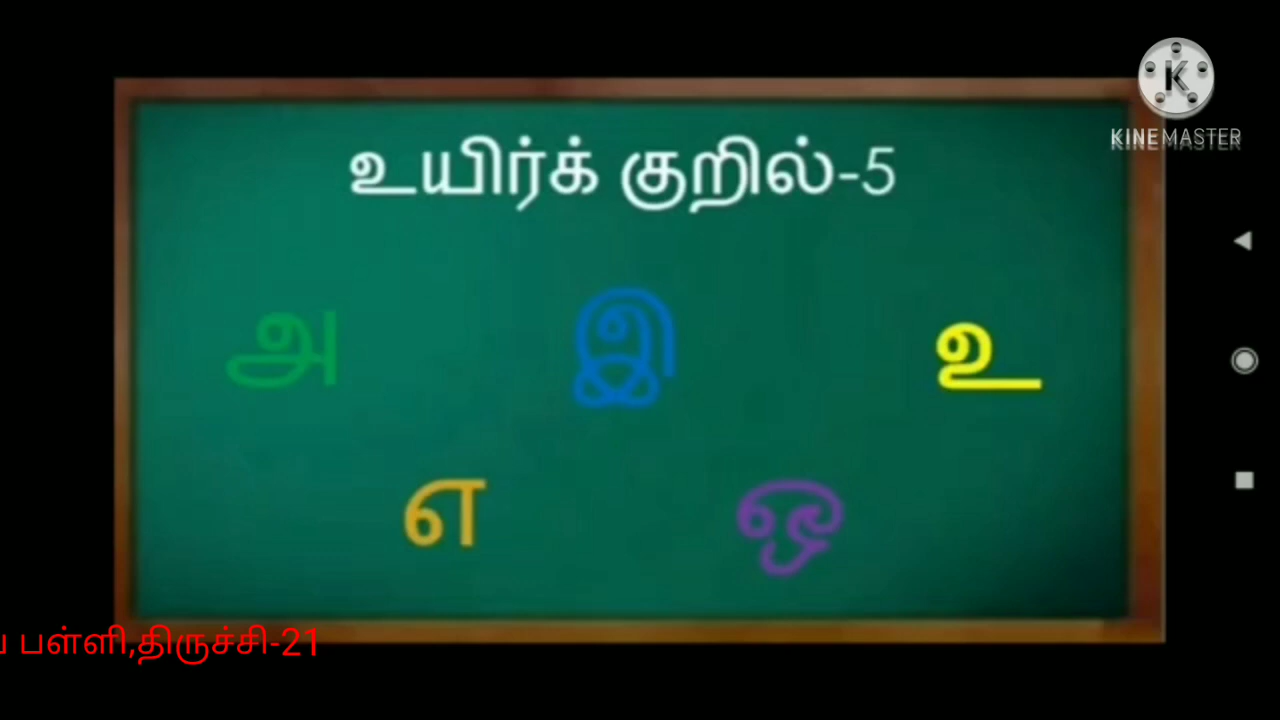 உயிர்க் குறில்-5
அ இ உ
எ ஒ
பள்ளி,திருச்சி-21
KINEMASTER